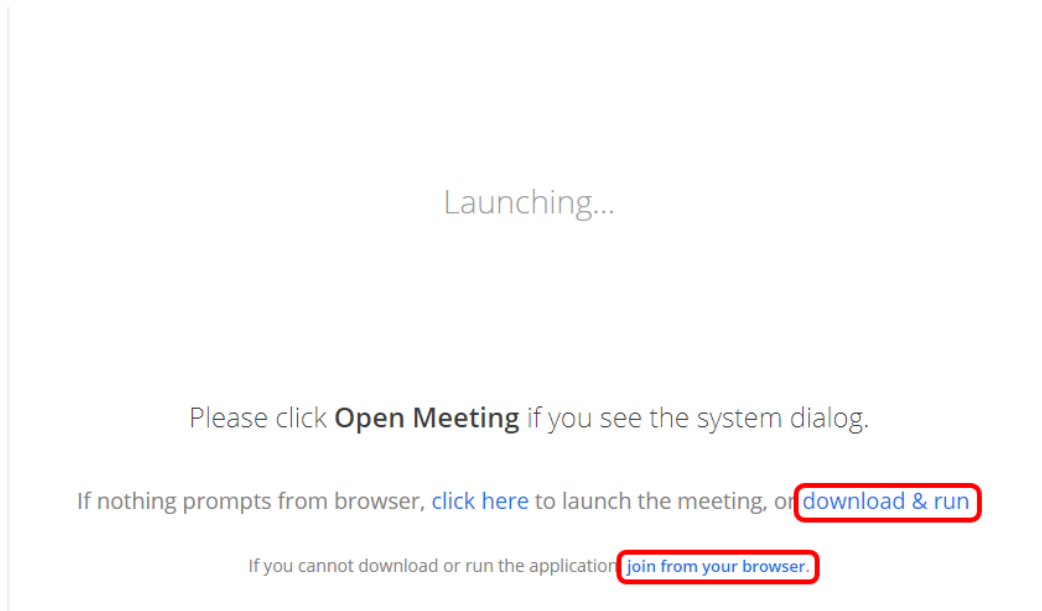 Launching...
Please click Open Meeting if you see the system dialog.
If nothing prompts from browser, click here to launch the meeting, or download & run
If you cannot download or run the application join from your browser.